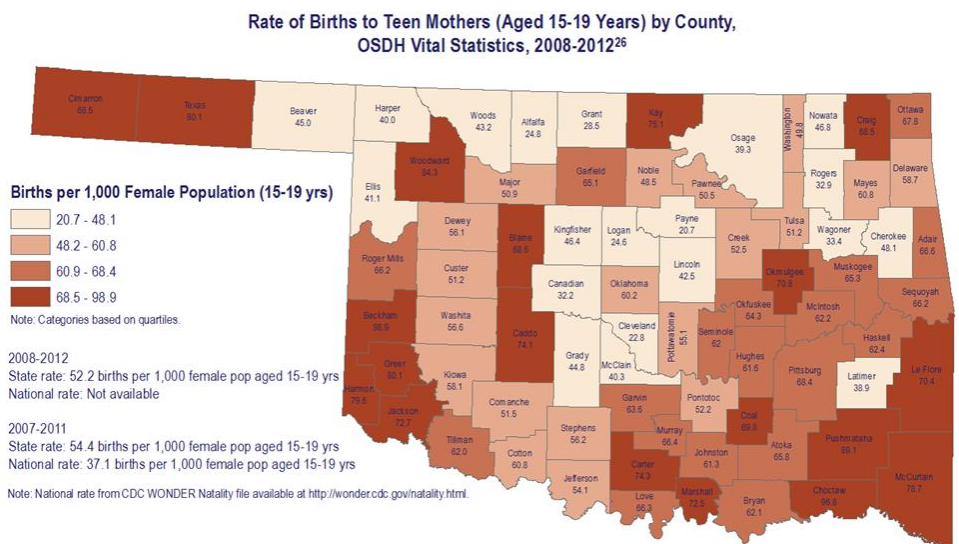 Rate of Births to Teen Mothers (Aged 15-19 Years) by County,
OSDH Vital Statistics, 2008-2012²⁶
Cimarron
68.5
Texas
80.1
Beaver
45.0
Harper
40.0
Woods
43.2
Alfalfa
24.8
Grant
28.5
Kay
75.1
Osage
39.3
Washington
49.8
Nowata
46.8
Craig
68.5
Ottawa
67.8
Woodward
84.3
Ellis
41.1
Major
50.9
Garfield
65.1
Noble
48.5
Pawnee
50.5
Rogers
32.9
Mayes
60.8
Delaware
58.7
Births per 1,000 Female Population (15-19 yrs)
20.7 - 48.1
48.2 - 60.8
60.9 - 68.4
68.5 - 98.9
Note: Categories based on quartiles.
Dewey
56.1
Blaine
Kingfisher
46.4
Logan
24.6
Payne
20.7
Creek
52.5
Tulsa
51.2
Wagoner
33.4
Cherokee
48.1
Adair
66.6
Roger Mills
66.2
Custer
51.2
Canadian
32.2
Oklahoma
60.2
Lincoln
42.5
Okmulgee
70.8
Muskogee
65.3
Sequoyah
66.2
Beckham
98.9
Washita
56.6
Caddo
74.1
Grady
44.8
Cleveland
22.8
McClain
40.3
Pottawatomie
55.1
Seminole
62
Okfuskee
64.3
McIntosh
62.2
Haskell
62.4
Hughes
61.6
Pittsburg
68.4
Latimer
38.9
Le Flore
70.4
2008-2012
State rate: 52.2 births per 1,000 female pop aged 15-19 yrs
National rate: Not available
Greer
80.1
Harmon
79.6
Jackson
72.7
Kiowa
58.1
Comanche
51.5
Tillman
62.0
Cotton
60.8
Stephens
56.2
Jefferson
54.1
Garvin
63.6
Murray
66.4
Pontotoc
52.2
Coal
69.8
Johnston
61.3
Atoka
65.8
Pushmataha
89.1
McCurtain
78.7
Carter
74.3
Love
66.3
Marshall
72.5
Bryan
62.1
Choctaw
96.8
2007-2011
State rate: 54.4 births per 1,000 female pop aged 15-19 yrs
National rate: 37.1 births per 1,000 female pop aged 15-19 yrs
Note: National rate from CDC WONDER Natality file available at http://wonder.cdc.gov/natality.html.